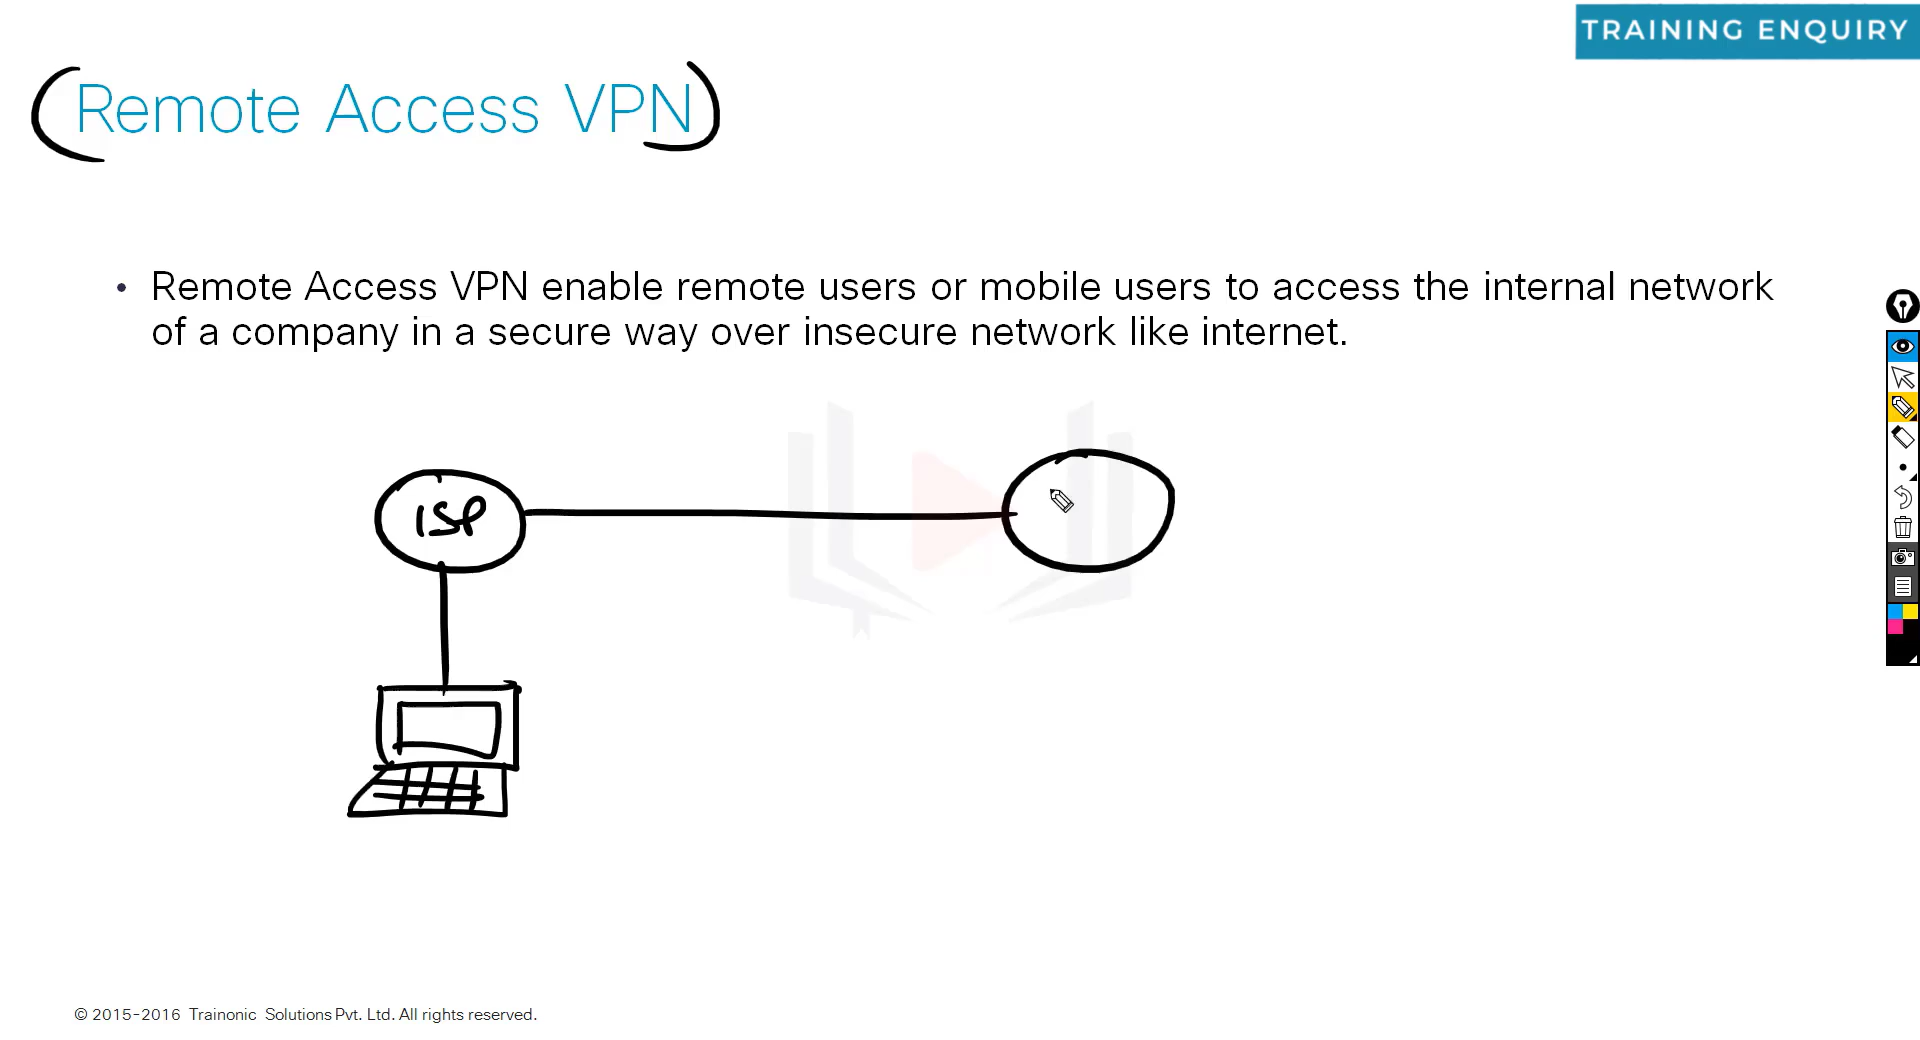 TRAINING ENQUIRY
Remote Access VPN
• Remote Access VPN enable remote users or mobile users to access the internal network
of a company in a secure way over insecure network like internet.
ISP
© 2015-2016 Trainonic Solutions Pvt. Ltd. All rights reserved.